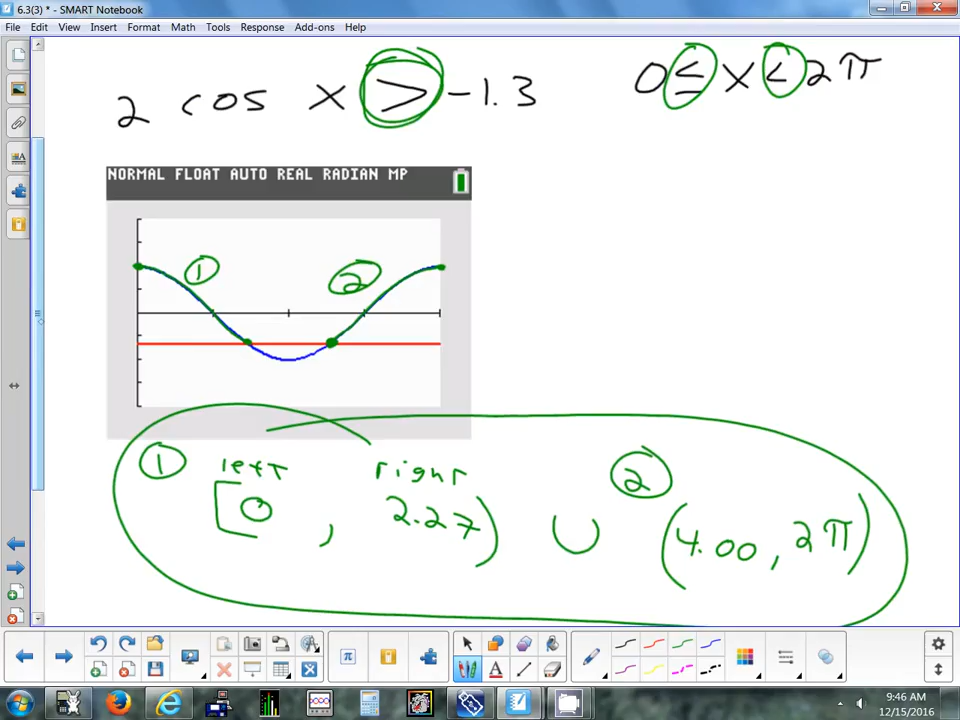 6.3(3) * - SMART Notebook
File Edit View Insert Format Math Tools Response Add-ons Help
2 cos x > -1.3
0 ≤ x < 2π
NORMAL FLOAT AUTO REAL RADIAN MP
1 2
1 left right 2
[0, 2.27) ∪ (4.00, 2π)
π A
9:46 AM
12/15/2016